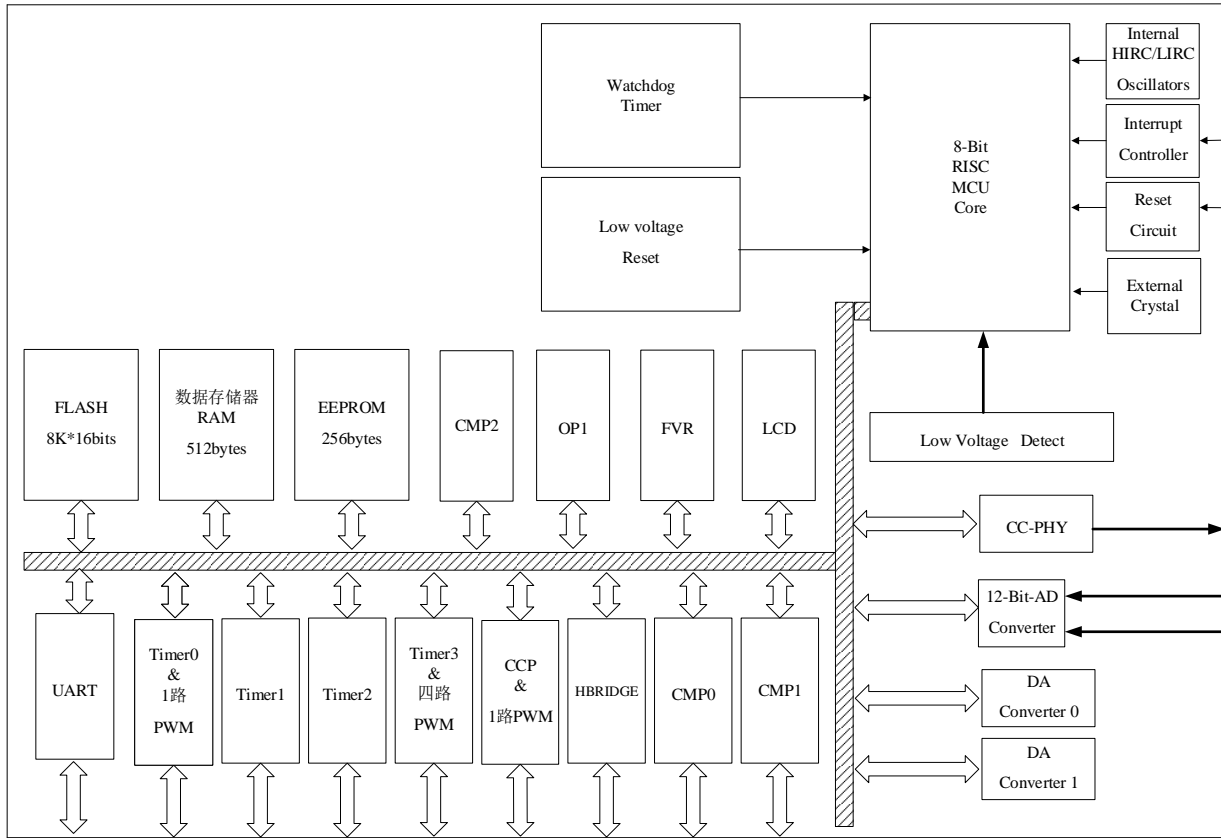 Watchdog
Timer
Low voltage
Reset
8-Bit
RISC
MCU
Core
Internal
HIRC/LIRC
Oscillators
Interrupt
Controller
Reset
Circuit
External
Crystal
FLASH
8K*16bits
数据存储器
RAM
512bytes
EEPROM
256bytes
CMP2
OP1
FVR
LCD
Low Voltage Detect
CC-PHY
12-Bit-AD
Converter
DA
Converter 0
DA
Converter 1
UART
Timer0
&
1路
PWM
Timer1
Timer2
Timer3
&
四路
PWM
CCP
&
1路PWM
HBRIDGE
CMP0
CMP1